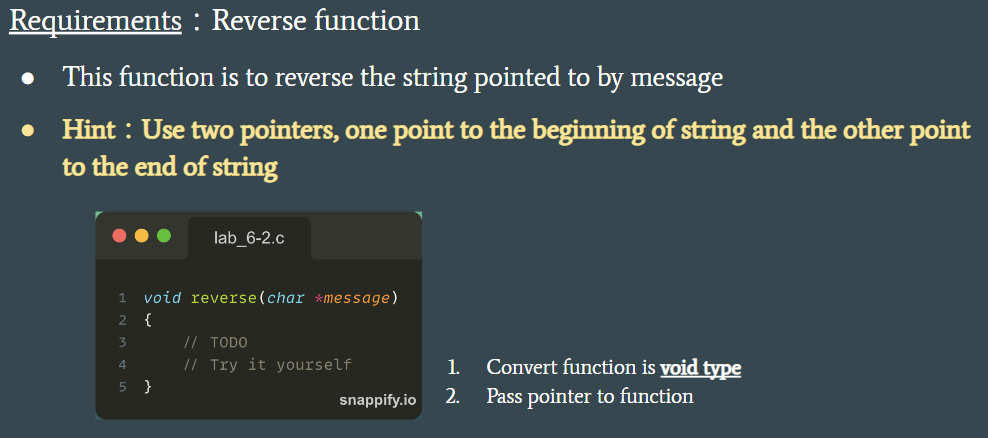 Requirements：Reverse function
● This function is to reverse the string pointed to by message
● Hint：Use two pointers, one point to the beginning of string and the other point
to the end of string
lab_6-2.c
1 void reverse(char *message)
2 {
3     // TODO
4     // Try it yourself
5 }
snappify.io
1. Convert function is void type
2. Pass pointer to function